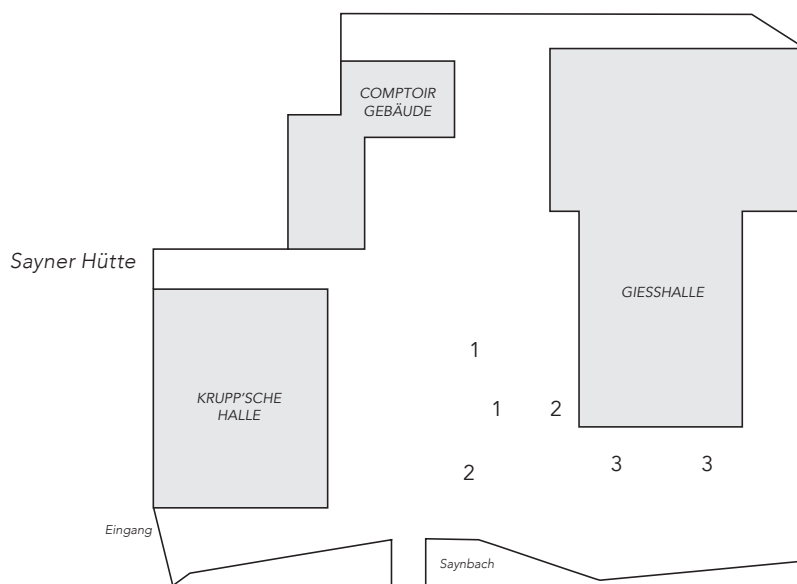 COMPTOIR
GEBÄUDE
Sayner Hütte
GIESSHALLE
1
KRUPP'SCHE
HALLE
1 2
3 3
2
Eingang
Saynbach